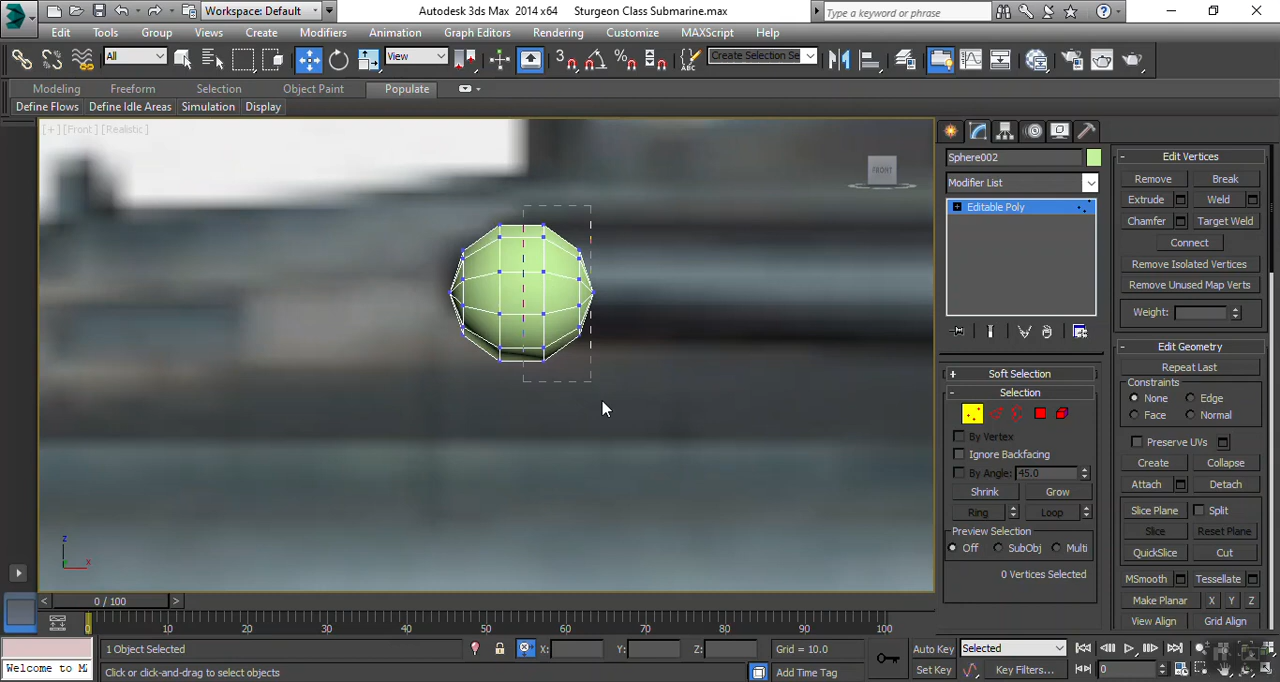 Workspace: Default
Autodesk 3ds Max 2014 x64 Sturgeon Class Submarine.max
Type a keyword or phrase
Edit Tools Group Views Create Modifiers Animation Graph Editors Rendering Customize MAXScript Help
All View 3 Create Selection Se
Modeling Freeform Selection Object Paint Populate
Define Flows Define Idle Areas Simulation Display
[ + ] [Front ] [Realistic ]
FRONT
z
x
0 / 100
0 10 20 30 40 50 60 70 80 90 100
Sphere002
Modifier List
Editable Poly
Soft Selection
Selection
By Vertex
Ignore Backfacing
By Angle: 45.0
Shrink Grow
Ring Loop
Preview Selection
Off SubObj Multi
0 Vertices Selected
Edit Vertices
Remove Break
Extrude Weld
Chamfer Target Weld
Connect
Remove Isolated Vertices
Remove Unused Map Verts
Weight:
Edit Geometry
Repeat Last
Constraints
None Edge
Face Normal
Preserve UVs
Create Collapse
Attach Detach
Slice Plane Split
Slice Reset Plane
QuickSlice Cut
MSmooth Tessellate
Make Planar X Y Z
View Align Grid Align
1 Object Selected X: Y: Z: Grid = 10.0
Auto Key Selected
Welcome to M
Click or click-and-drag to select objects
Add Time Tag
Set Key Key Filters... 0